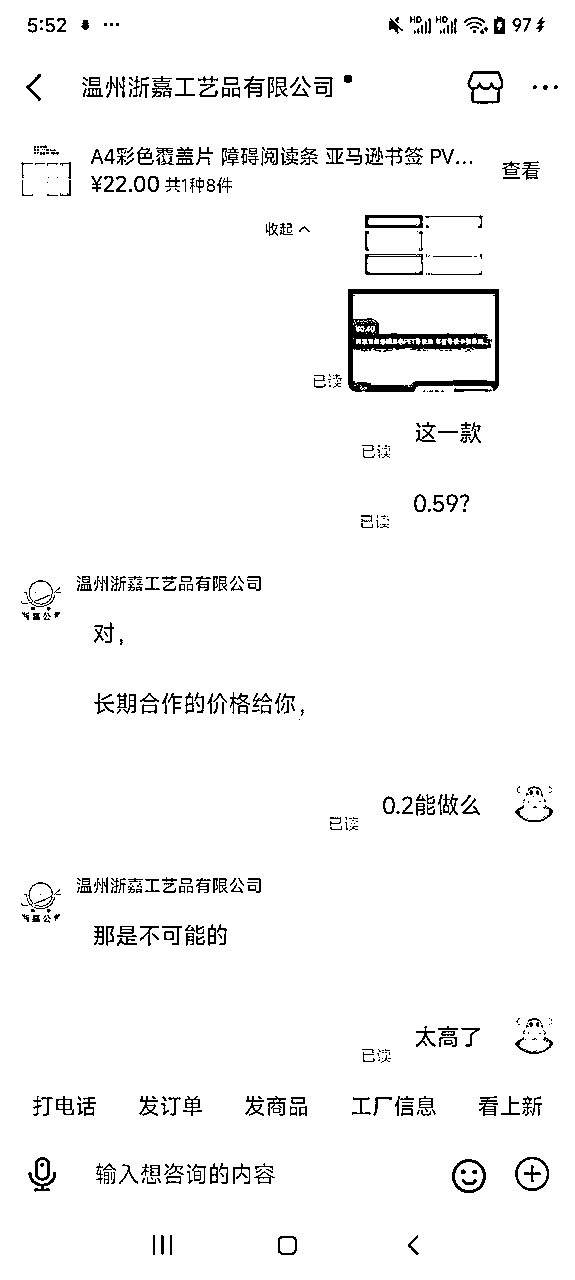 5:52
97
温州浙嘉工艺品有限公司
A4彩色覆盖片 障碍阅读条 亚马逊书签 PV...
¥22.00 共1种8件
查看
收起
已读
这一款
已读
0.59?
已读
温州浙嘉工艺品有限公司
对,
长期合作的价格给你,
0.2能做么
已读
温州浙嘉工艺品有限公司
那是不可能的
太高了
已读
打电话 发订单 发商品 工厂信息 看上新
输入想咨询的内容